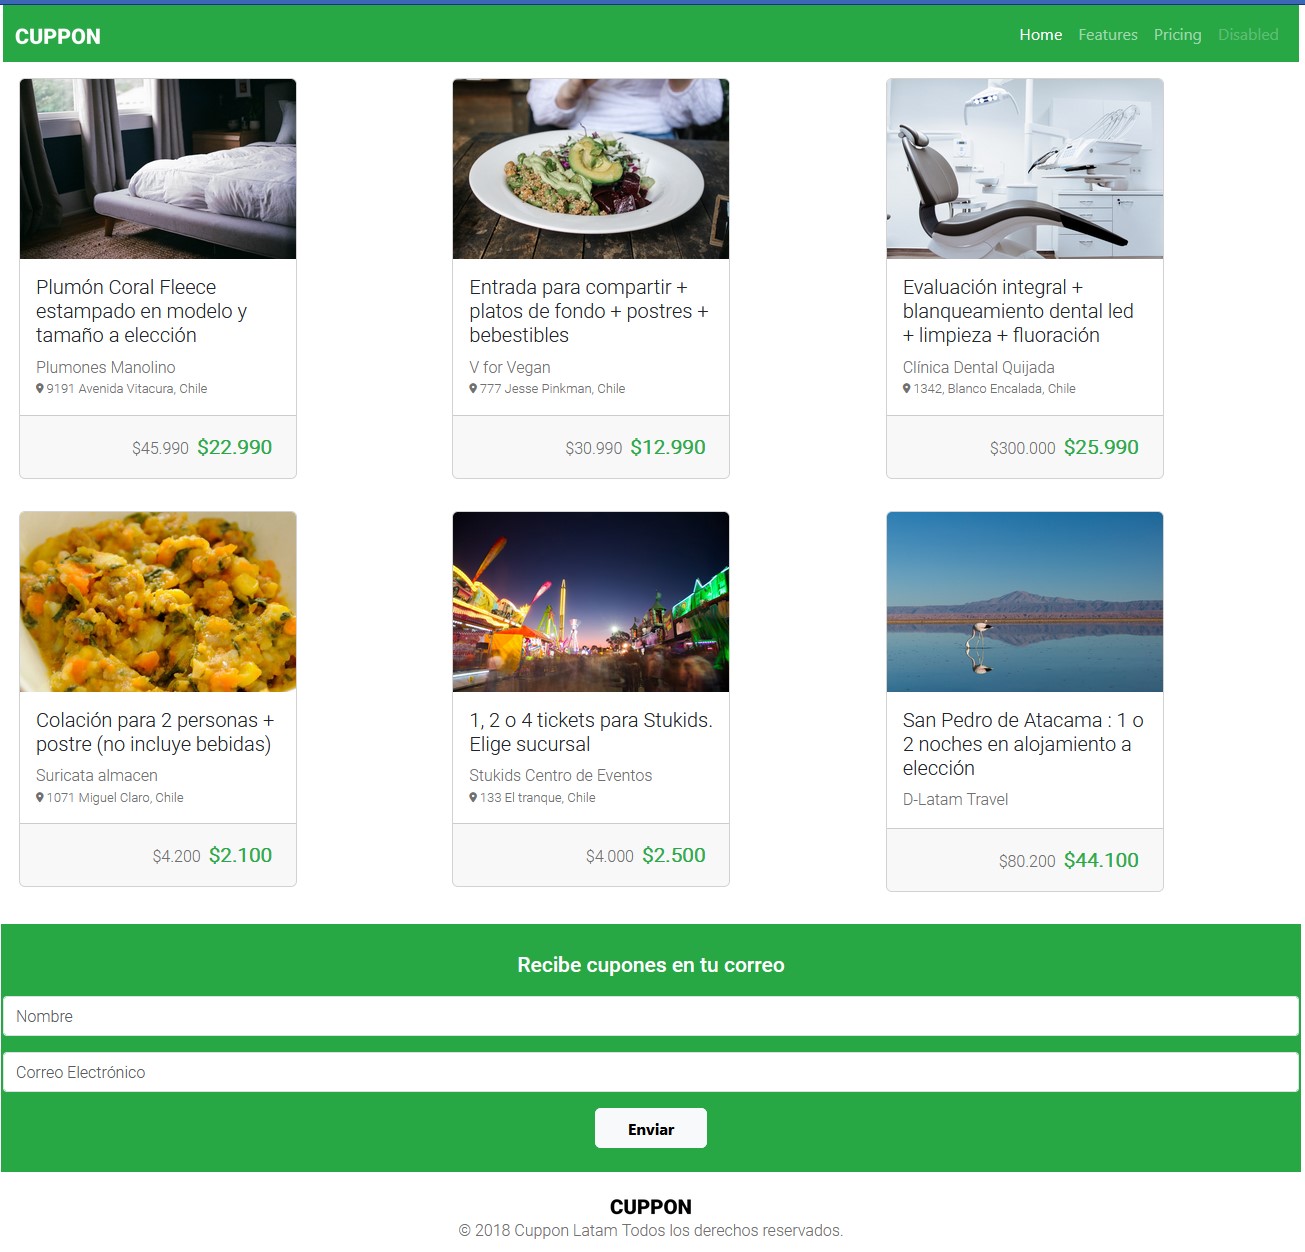 CUPPON
Home Features Pricing Disabled
Plumón Coral Fleece
estampado en modelo y
tamaño a elección
Plumones Manolino
9191 Avenida Vitacura, Chile
$45.990 $22.990
Entrada para compartir +
platos de fondo + postres +
bebestibles
V for Vegan
777 Jesse Pinkman, Chile
$30.990 $12.990
Evaluación integral +
blanqueamiento dental led
+ limpieza + fluoración
Clínica Dental Quijada
1342, Blanco Encalada, Chile
$300.000 $25.990
Colación para 2 personas +
postre (no incluye bebidas)
Suricata almacen
1071 Miguel Claro, Chile
$4.200 $2.100
1, 2 o 4 tickets para Stukids.
Elige sucursal
Stukids Centro de Eventos
133 El tranque, Chile
$4.000 $2.500
San Pedro de Atacama : 1 o
2 noches en alojamiento a
elección
D-Latam Travel
$80.200 $44.100
Recibe cupones en tu correo
Nombre
Correo Electrónico
Enviar
CUPPON
© 2018 Cuppon Latam Todos los derechos reservados.